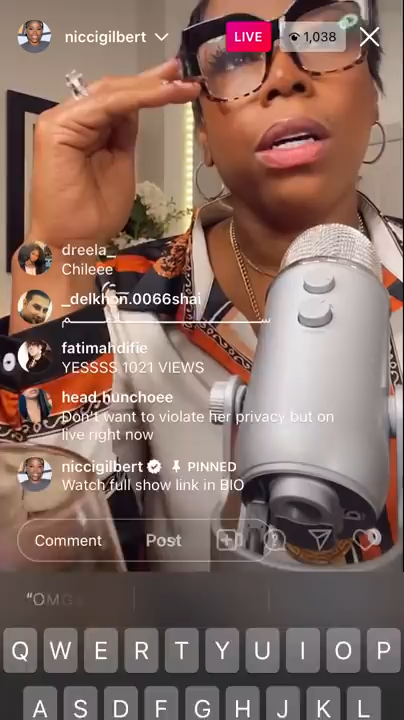 niccigilbert
LIVE
1,038
dreela_
Chileee
_delkhon.0066shai
fatimahdifie
YESSSS 1021 VIEWS
head.hunchoee
Don't want to violate her privacy but on
live right now
niccigilbert PINNED
Watch full show link in BIO
Comment
Post
"OMG
Q W E R T Y U I O P
A S D F G H J K L